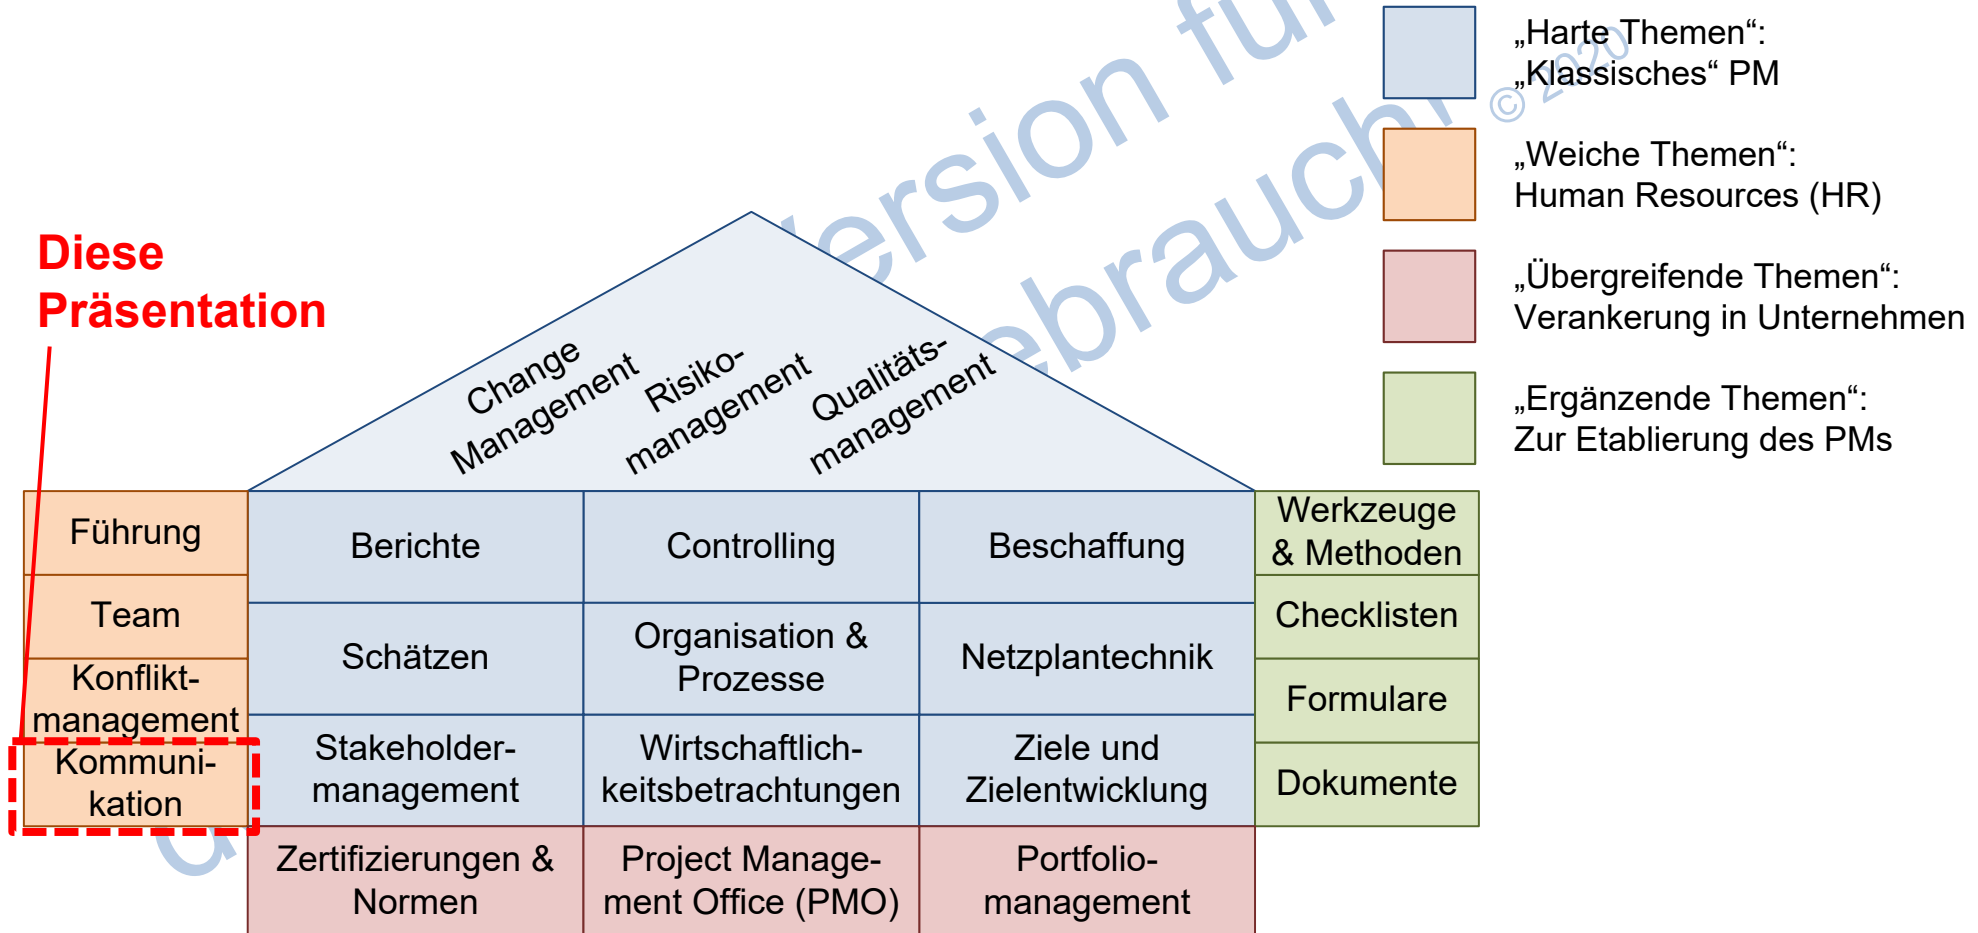 „Harte Themen“:
„Klassisches“ PM
„Weiche Themen“:
Human Resources (HR)
„Übergreifende Themen“:
Verankerung in Unternehmen
„Ergänzende Themen“:
Zur Etablierung des PMs
© 2020
Diese
Präsentation
Change
Management
Risiko-
management
Qualitäts-
management
Führung
Team
Konflikt-
management
Kommuni-
kation
Berichte
Controlling
Beschaffung
Schätzen
Organisation &
Prozesse
Netzplantechnik
Stakeholder-
management
Wirtschaftlich-
keitsbetrachtungen
Ziele und
Zielentwicklung
Zertifizierungen &
Normen
Project Manage-
ment Office (PMO)
Portfolio-
management
Werkzeuge
& Methoden
Checklisten
Formulare
Dokumente